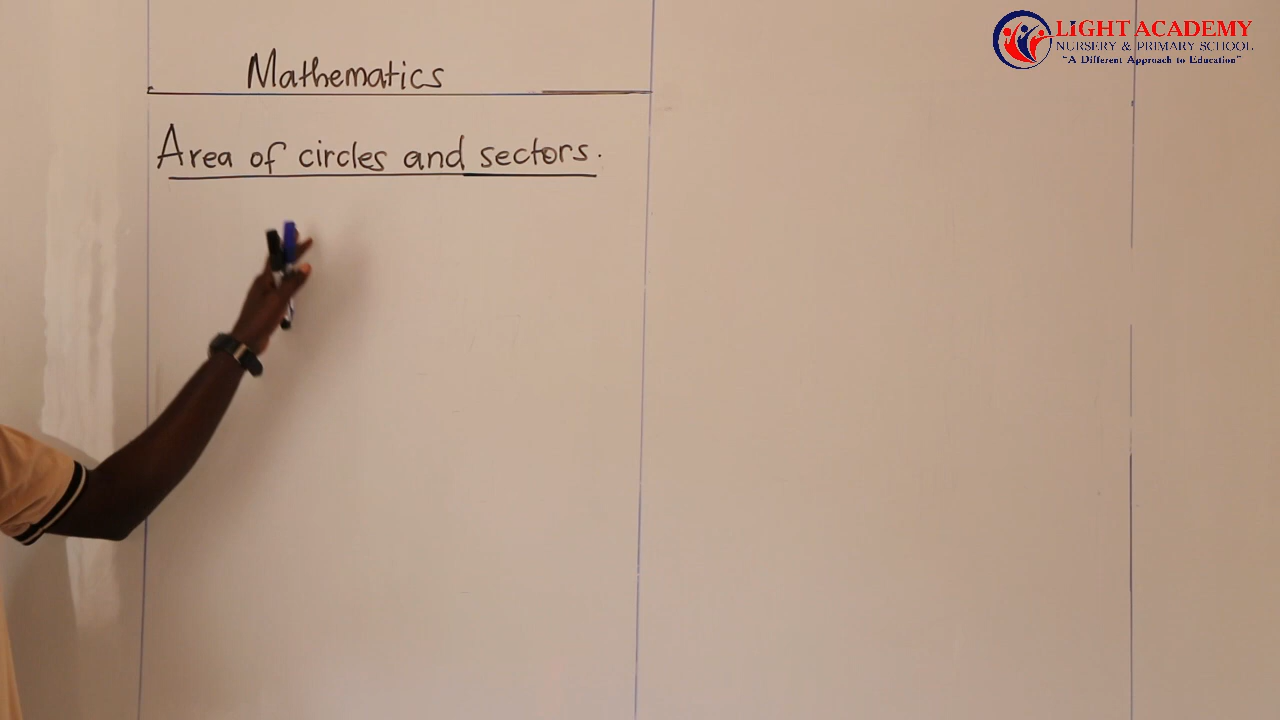 Mathematics
Area of circles and sectors.
LIGHT ACADEMY
NURSERY & PRIMARY SCHOOL
"A Different Approach to Education"